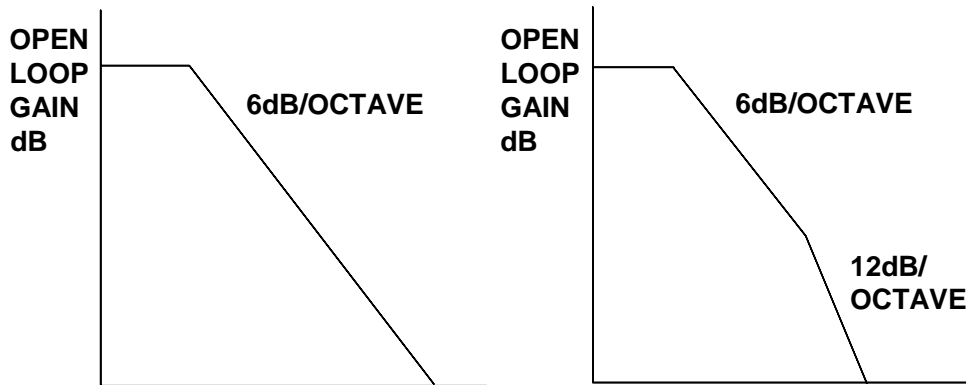 OPEN
LOOP
GAIN
dB
6dB/OCTAVE
OPEN
LOOP
GAIN
dB
6dB/OCTAVE
12dB/
OCTAVE